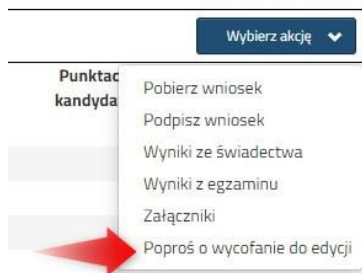 Wybierz akcję
Punktac
kandyda
Pobierz wniosek
Podpisz wniosek
Wyniki ze świadectwa
Wyniki z egzaminu
Załączniki
Poproś o wycofanie do edycji